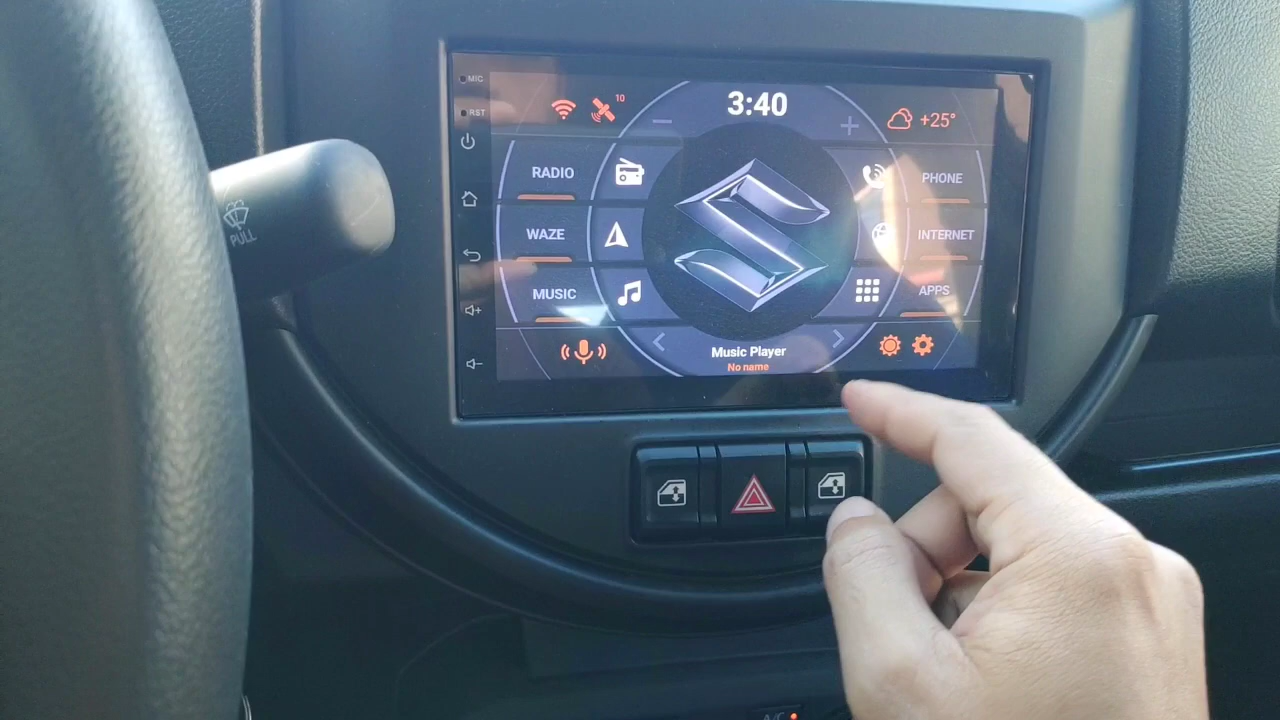 MIC
3:40
10
+25°
RST
RADIO
PHONE
WAZE
INTERNET
PULL
MUSIC
APPS
Music Player
No name
A/C